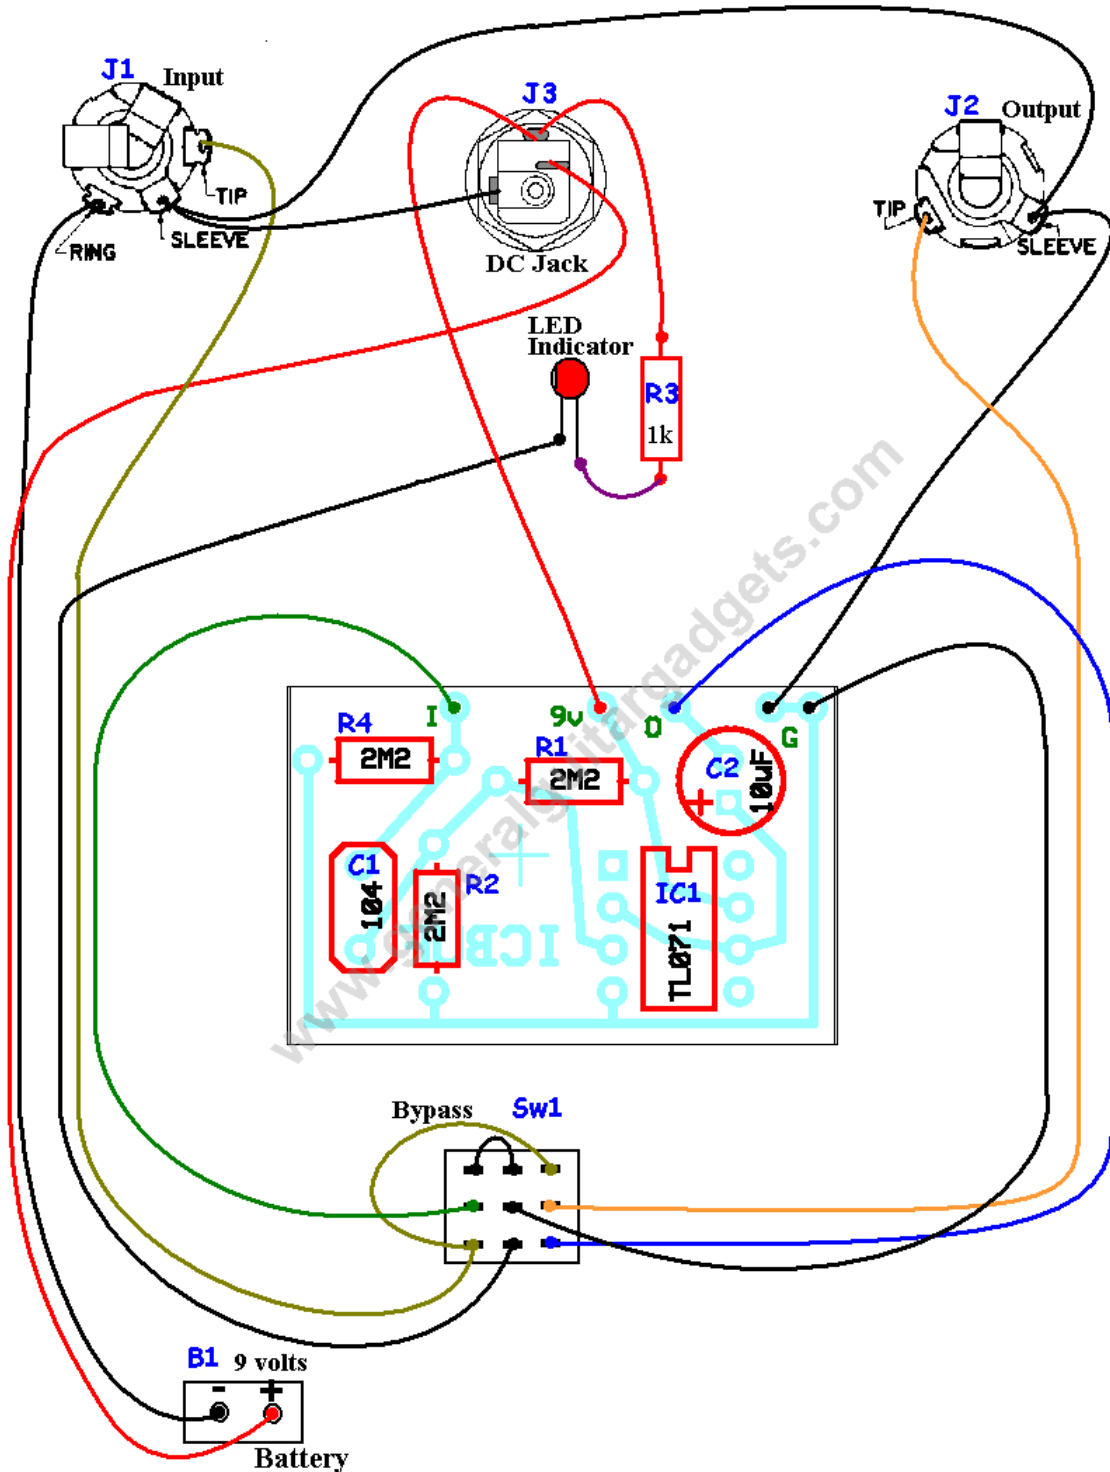 J1 Input
TIP
RING
SLEEVE
J3
DC Jack
J2 Output
TIP
SLEEVE
LED
Indicator
R3
1k
www.generalguitargadgets.com
I
9v
O
G
R4
2M2
R1
2M2
C2
10uF
+
C1
104
R2
2M2
IC1
TL071
Bypass
Sw1
B1 9 volts
- +
Battery